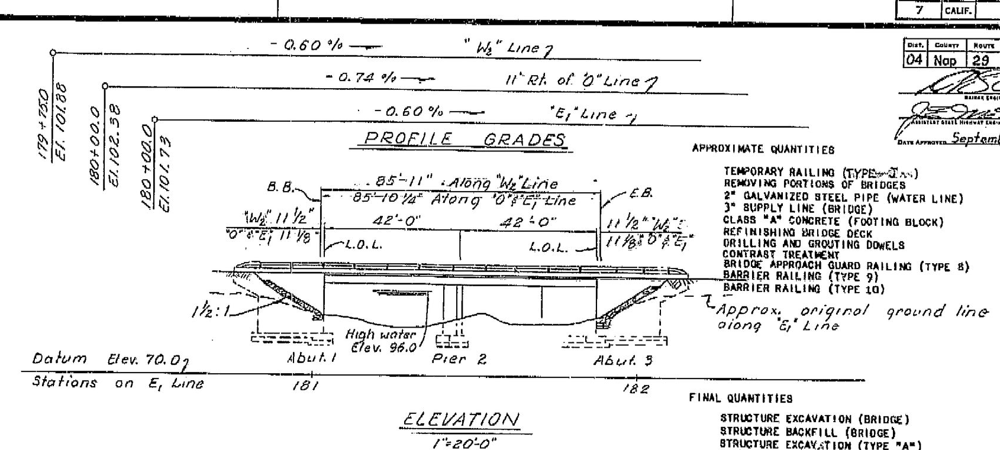 7 CALIF.
DIST. COUNTY ROUTE
04 Nap 29
- 0.60 % "W2" Line
- 0.74 % 11' Rt. of "O" Line
- 0.60 % "E1" Line
179+75.0
El. 101.88
180+00.0
El. 102.38
180+00.0
El. 101.73
PROFILE GRADES
ASSISTANT STATE HIGHWAY
DATE APPROVED Septem
APPROXIMATE QUANTITIES
TEMPORARY RAILING (TYPE
REMOVING PORTIONS OF BRIDGES
2" GALVANIZED STEEL PIPE (WATER LINE)
3" SUPPLY LINE (BRIDGE)
CLASS "A" CONCRETE (FOOTING BLOCK)
REFINISHING BRIDGE DECK
DRILLING AND GROUTING DOWELS
CONTRAST TREATMENT
BRIDGE APPROACH GUARD RAILING (TYPE 8)
BARRIER RAILING (TYPE 9)
BARRIER RAILING (TYPE 10)
85'-11" Along "W2" Line
B.B. E.B.
85'-10 1/4" Along "O" & "E1" Line
"W2" 11 1/2" 42'-0" 42'-0" 11 1/2" "W2"
"O" & "E1" 11 1/8" 11 1/8" "O" & "E1"
L.O.L. L.O.L.
1 1/2:1
Approx. original ground line
along "E1" Line
High water
Elev. 96.0
Abut. 1 Pier 2 Abut. 3
Datum Elev. 70.0
Stations on E1 Line 181 182
ELEVATION
1"=20'-0"
FINAL QUANTITIES
STRUCTURE EXCAVATION (BRIDGE)
STRUCTURE BACKFILL (BRIDGE)
STRUCTURE EXCAVATION (TYPE "A")